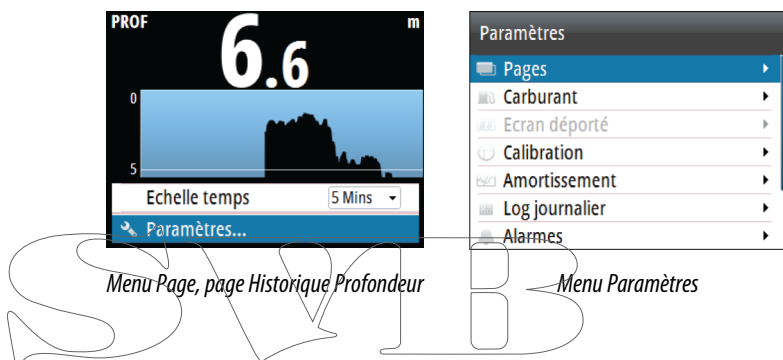 PROF m
6.6
0
5
Echelle temps 5 Mins
Paramètres...
Menu Page, page Historique Profondeur
Paramètres
Pages
Carburant
Ecran déporté
Calibration
Amortissement
Log journalier
Alarmes
Menu Paramètres
SVB